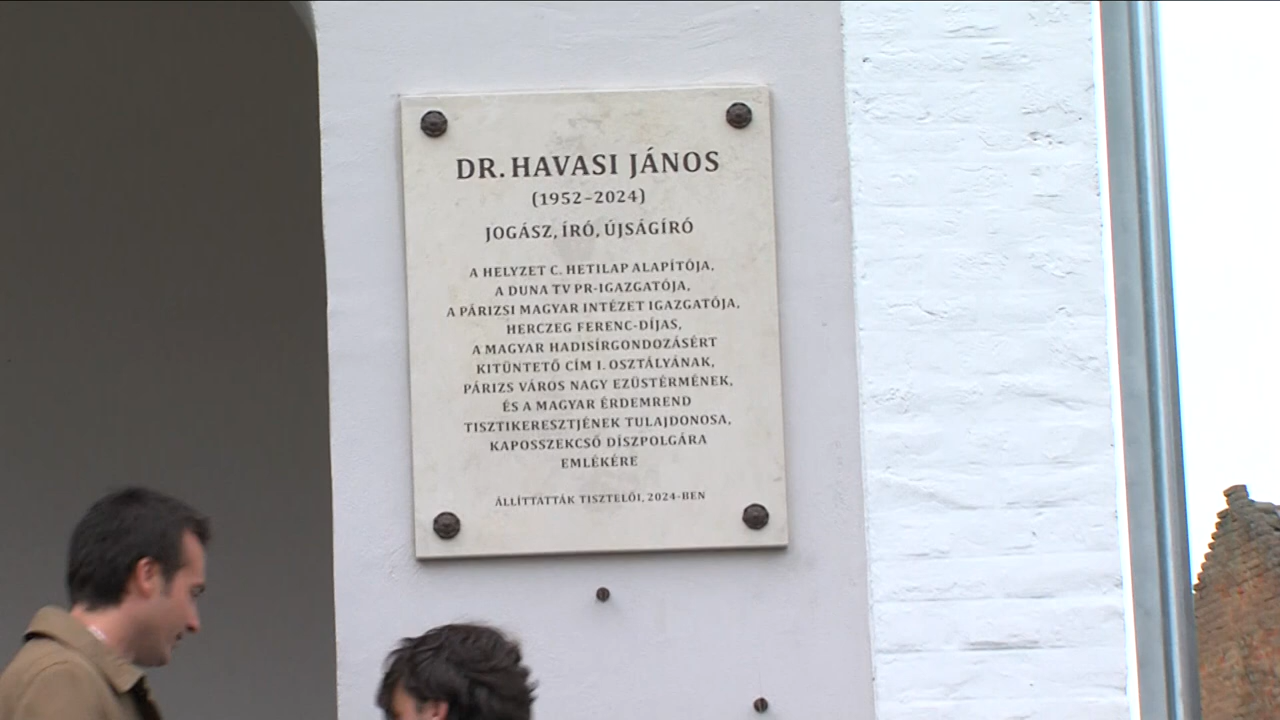 DR. HAVASI JÁNOS
(1952–2024)
JOGÁSZ, ÍRÓ, ÚJSÁGÍRÓ
A HELYZET C. HETILAP ALAPÍTÓJA,
A DUNA TV PR-IGAZGATÓJA,
A PÁRIZSI MAGYAR INTÉZET IGAZGATÓJA,
HERCZEG FERENC-DÍJAS,
A MAGYAR HADISÍRGONDOZÁSÉRT
KITÜNTETŐ CÍM I. OSZTÁLYÁNAK,
PÁRIZS VÁROS NAGY EZÜSTÉRMÉNEK,
ÉS A MAGYAR ÉRDEMREND
TISZTIKERESZTJÉNEK TULAJDONOSA,
KAPOSSZEKCSŐ DÍSZPOLGÁRA
EMLÉKÉRE
ÁLLÍTTATTÁK TISZTELŐI, 2024-BEN